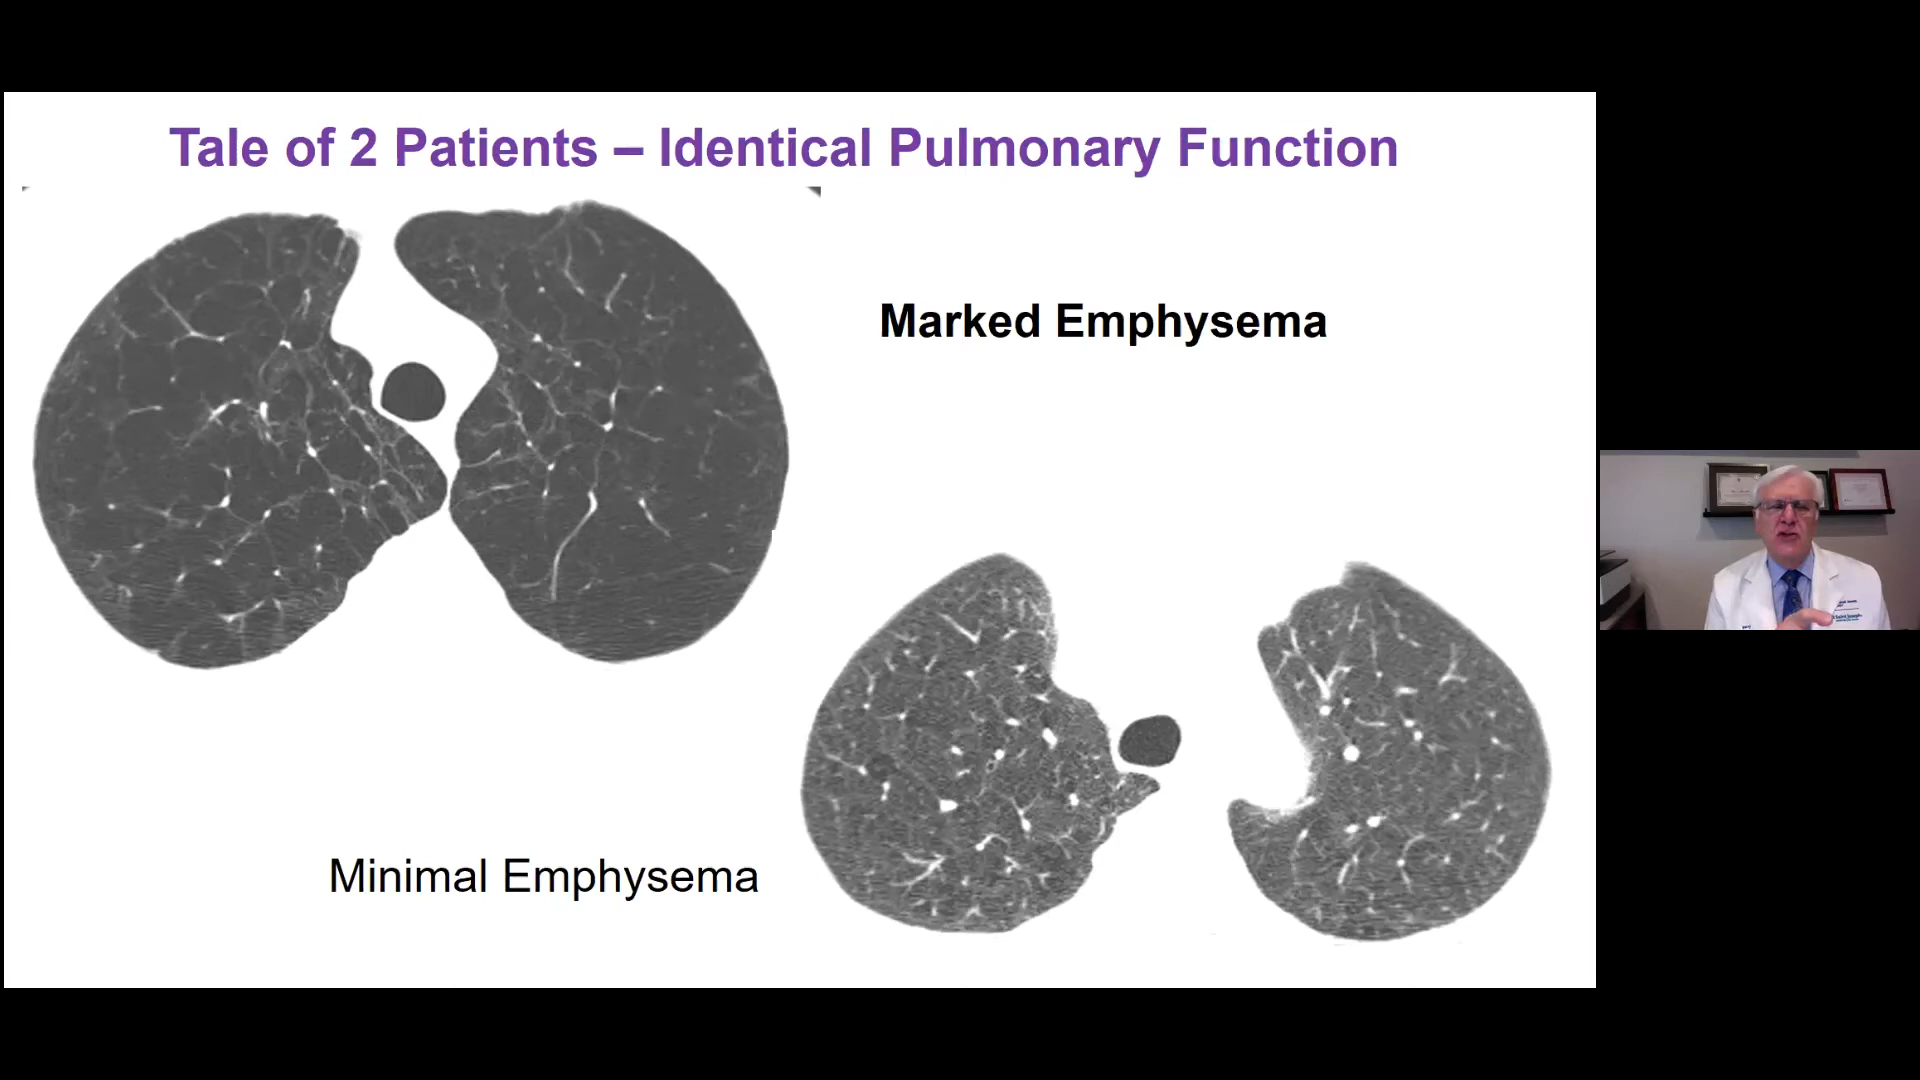 Tale of 2 Patients – Identical Pulmonary Function
Marked Emphysema
Minimal Emphysema